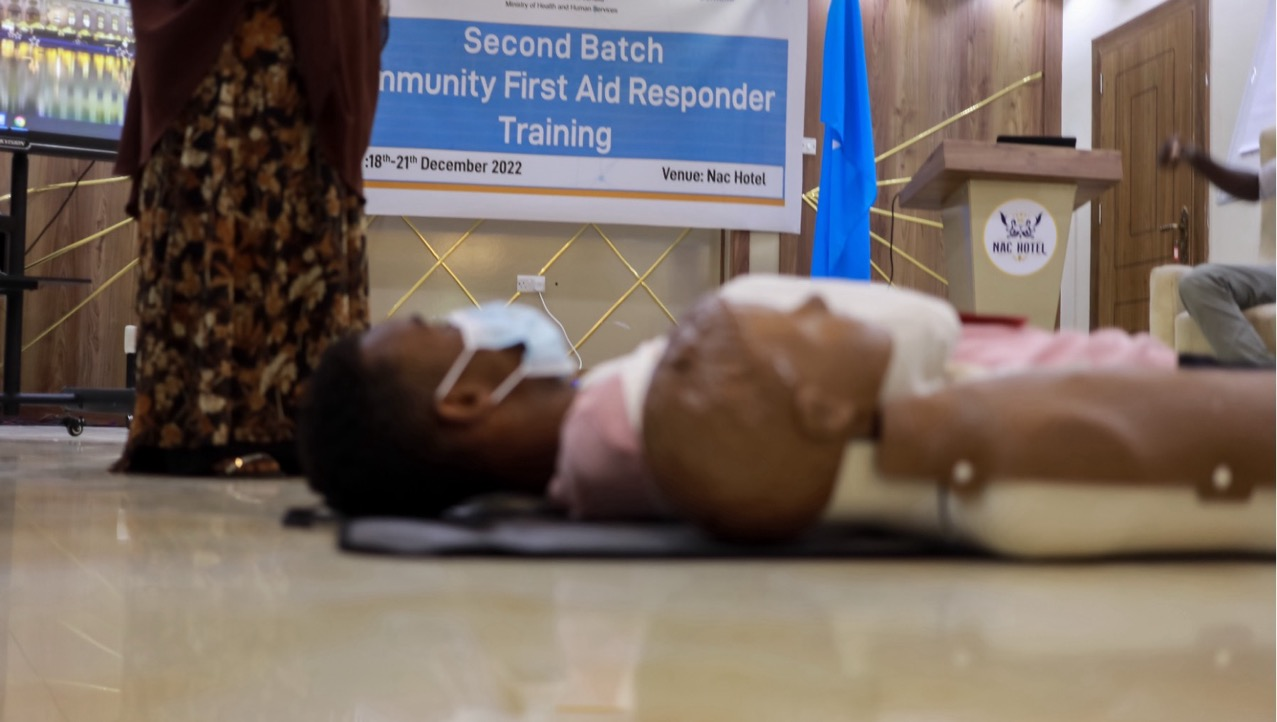 Ministry of Health and Human Services
Second Batch
mmunity First Aid Responder
Training
:18th-21th December 2022
Venue: Nac Hotel
NAC HOTEL